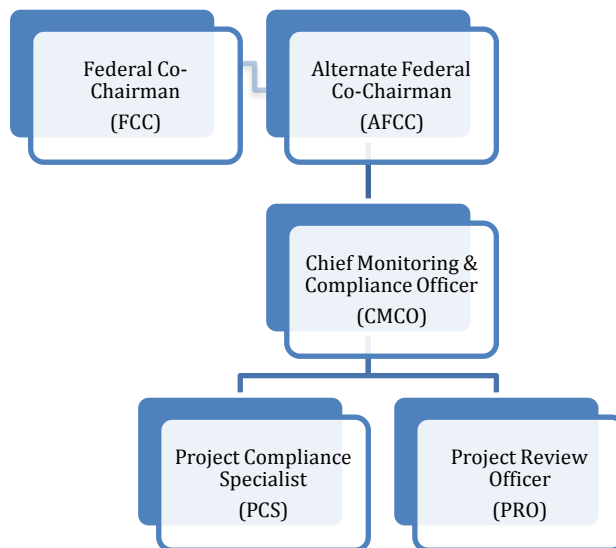 Federal Co-
Chairman
(FCC)
Alternate Federal
Co-Chairman
(AFCC)
Chief Monitoring &
Compliance Officer
(CMCO)
Project Compliance
Specialist
(PCS)
Project Review
Officer
(PRO)